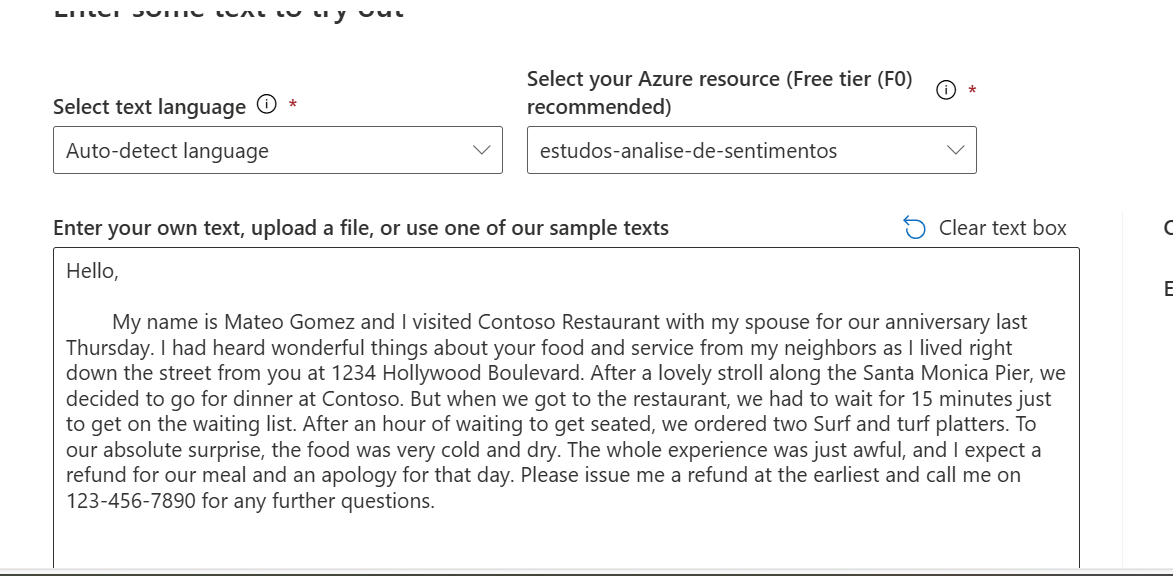 Enter some text to try out
Select text language *
Select your Azure resource (Free tier (F0)
recommended) *
Auto-detect language
estudos-analise-de-sentimentos
Enter your own text, upload a file, or use one of our sample texts
Clear text box
Hello,
My name is Mateo Gomez and I visited Contoso Restaurant with my spouse for our anniversary last
Thursday. I had heard wonderful things about your food and service from my neighbors as I lived right
down the street from you at 1234 Hollywood Boulevard. After a lovely stroll along the Santa Monica Pier, we
decided to go for dinner at Contoso. But when we got to the restaurant, we had to wait for 15 minutes just
to get on the waiting list. After an hour of waiting to get seated, we ordered two Surf and turf platters. To
our absolute surprise, the food was very cold and dry. The whole experience was just awful, and I expect a
refund for our meal and an apology for that day. Please issue me a refund at the earliest and call me on
123-456-7890 for any further questions.